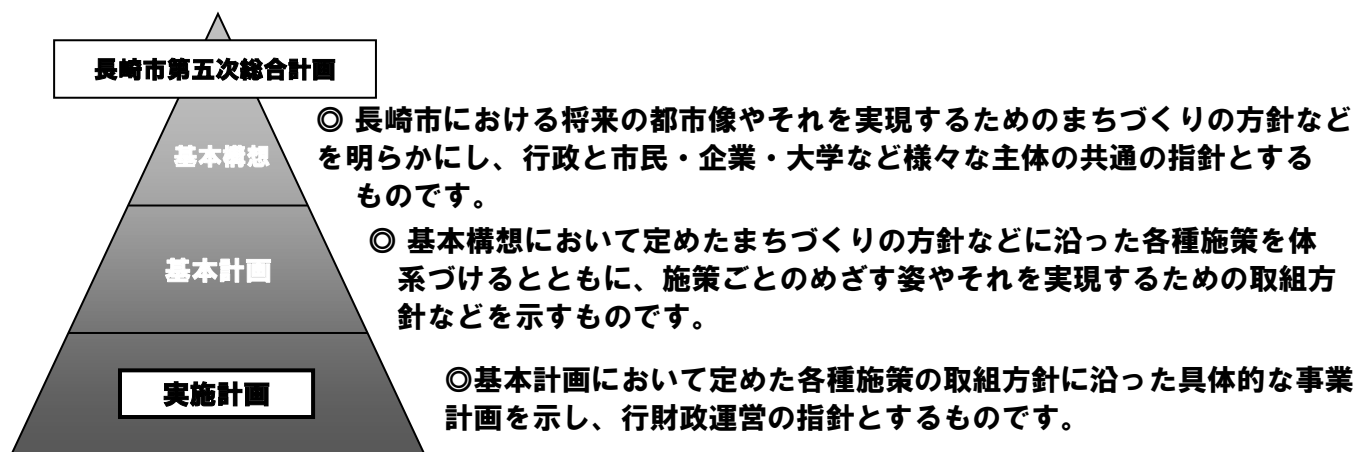 長崎市第五次総合計画
基本構想
◎ 長崎市における将来の都市像やそれを実現するためのまちづくりの方針など
を明らかにし、行政と市民・企業・大学など様々な主体の共通の指針とする
ものです。
基本計画
◎ 基本構想において定めたまちづくりの方針などに沿った各種施策を体
系づけるとともに、施策ごとのめざす姿やそれを実現するための取組方
針などを示すものです。
実施計画
◎基本計画において定めた各種施策の取組方針に沿った具体的な事業
計画を示し、行財政運営の指針とするものです。